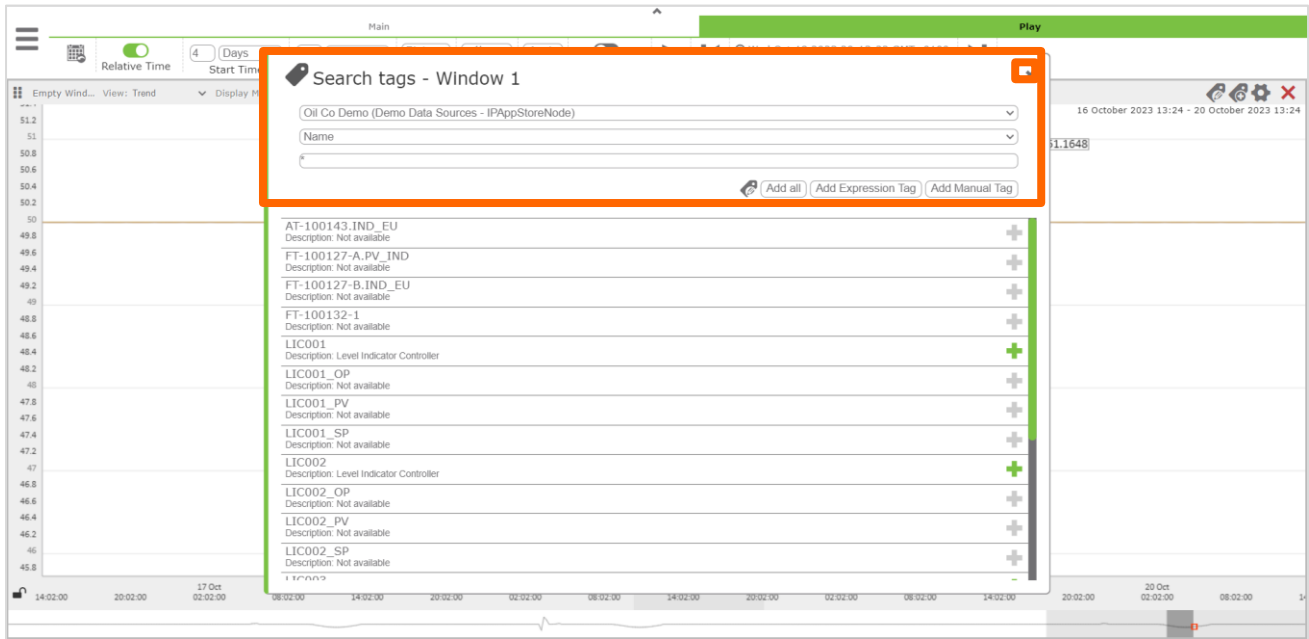 Main
Play
Relative Time
4 Days
Start Time
Empty Wind... View: Trend Display M
Search tags - Window 1
Oil Co Demo (Demo Data Sources - IPAppStoreNode)
Name
*
Add all Add Expression Tag Add Manual Tag
16 October 2023 13:24 - 20 October 2023 13:24
51.1648
51.2
51
50.8
50.6
50.4
50.2
50
49.8
49.6
49.4
49.2
49
48.8
48.6
48.4
48.2
48
47.8
47.6
47.4
47.2
47
46.8
46.6
46.4
46.2
46
45.8
AT-100143.IND_EU
Description: Not available
FT-100127-A.PV_IND
Description: Not available
FT-100127-B.IND_EU
Description: Not available
FT-100132-1
Description: Not available
LIC001
Description: Level Indicator Controller
LIC001_OP
Description: Not available
LIC001_PV
Description: Not available
LIC001_SP
Description: Not available
LIC002
Description: Level Indicator Controller
LIC002_OP
Description: Not available
LIC002_PV
Description: Not available
LIC002_SP
Description: Not available
LIC003
17 Oct 20 Oct
14:02:00 20:02:00 02:02:00 08:02:00 14:02:00 20:02:00 02:02:00 08:02:00 14:02:00 20:02:00 02:02:00 08:02:00 14:02:00 20:02:00 02:02:00 08:02:00